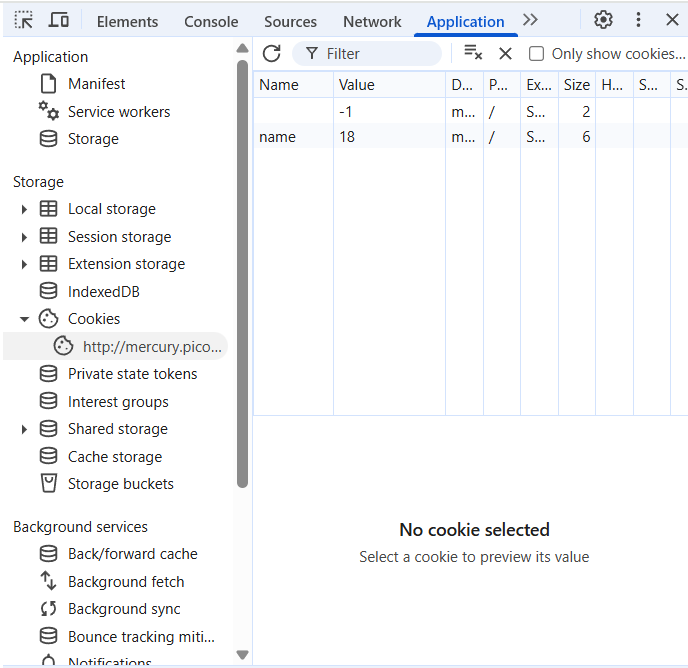 Elements Console Sources Network Application
Filter Only show cookies...
Application
Manifest
Service workers
Storage
Storage
Local storage
Session storage
Extension storage
IndexedDB
Cookies
http://mercury.pico...
Private state tokens
Interest groups
Shared storage
Cache storage
Storage buckets
Background services
Back/forward cache
Background fetch
Background sync
Bounce tracking miti...
Notifications
Name Value D... P... Ex... Size H... S... S.
-1 m... / S... 2
name 18 m... / S... 6
No cookie selected
Select a cookie to preview its value